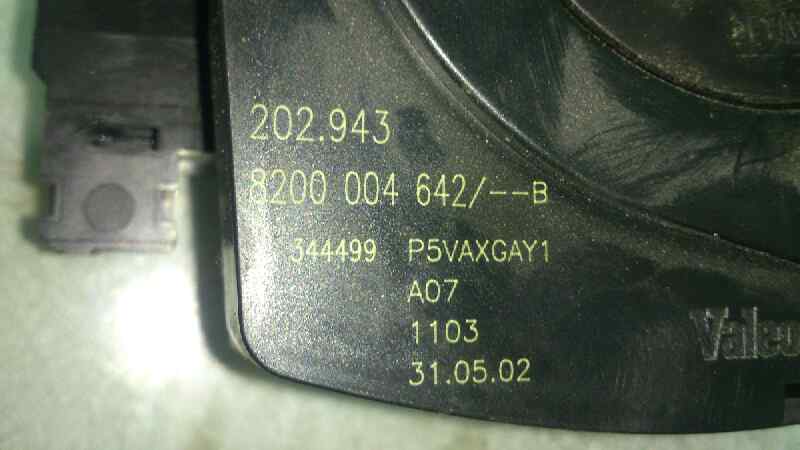 202.943
8200 004 642/--B
344499 P5VAXGAY1
A07
1103
31.05.02
Valeo